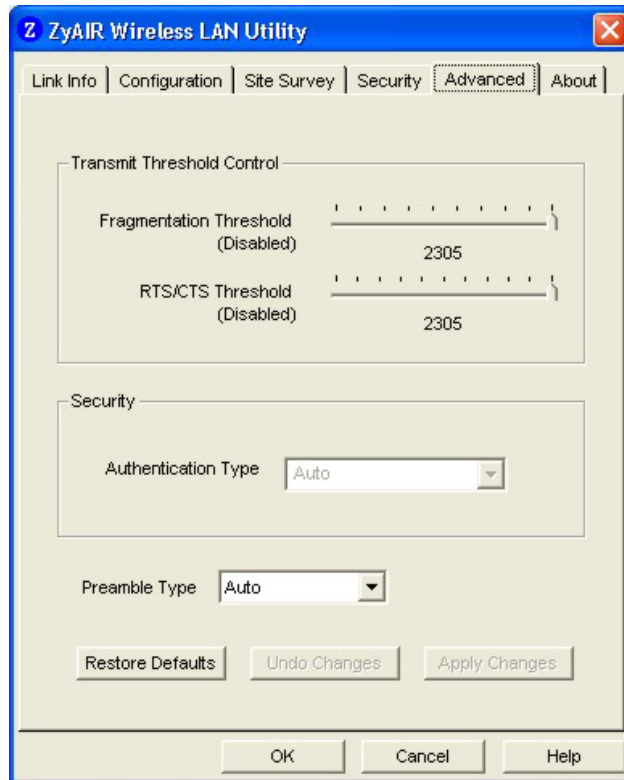 Z ZyAIR Wireless LAN Utility
Link Info Configuration Site Survey Security Advanced About
Transmit Threshold Control
Fragmentation Threshold
(Disabled)
2305
RTS/CTS Threshold
(Disabled)
2305
Security
Authentication Type Auto
Preamble Type Auto
Restore Defaults Undo Changes Apply Changes
OK Cancel Help